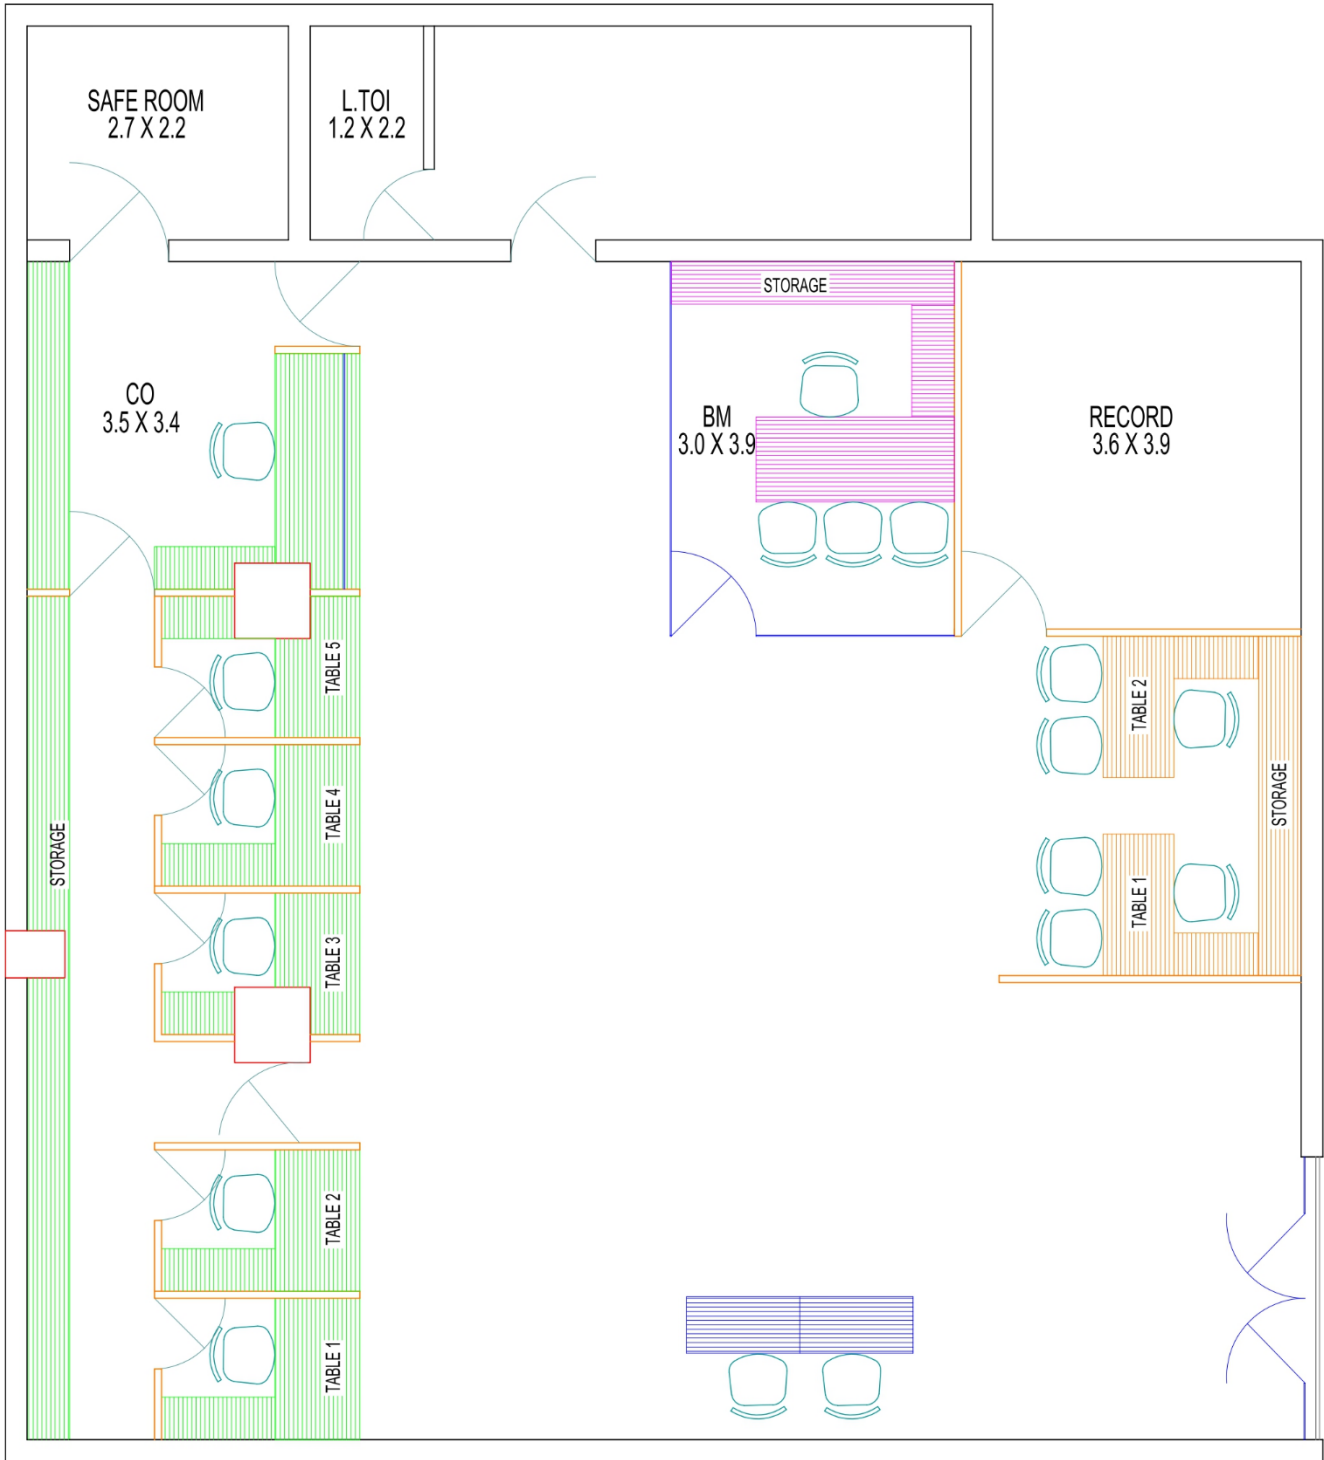 SAFE ROOM
2.7 X 2.2
L.TOI
1.2 X 2.2
STORAGE
CO
3.5 X 3.4
BM
3.0 X 3.9
RECORD
3.6 X 3.9
TABLE 5
TABLE 2
TABLE 4
STORAGE
STORAGE
TABLE 1
TABLE 3
TABLE 2
TABLE 1